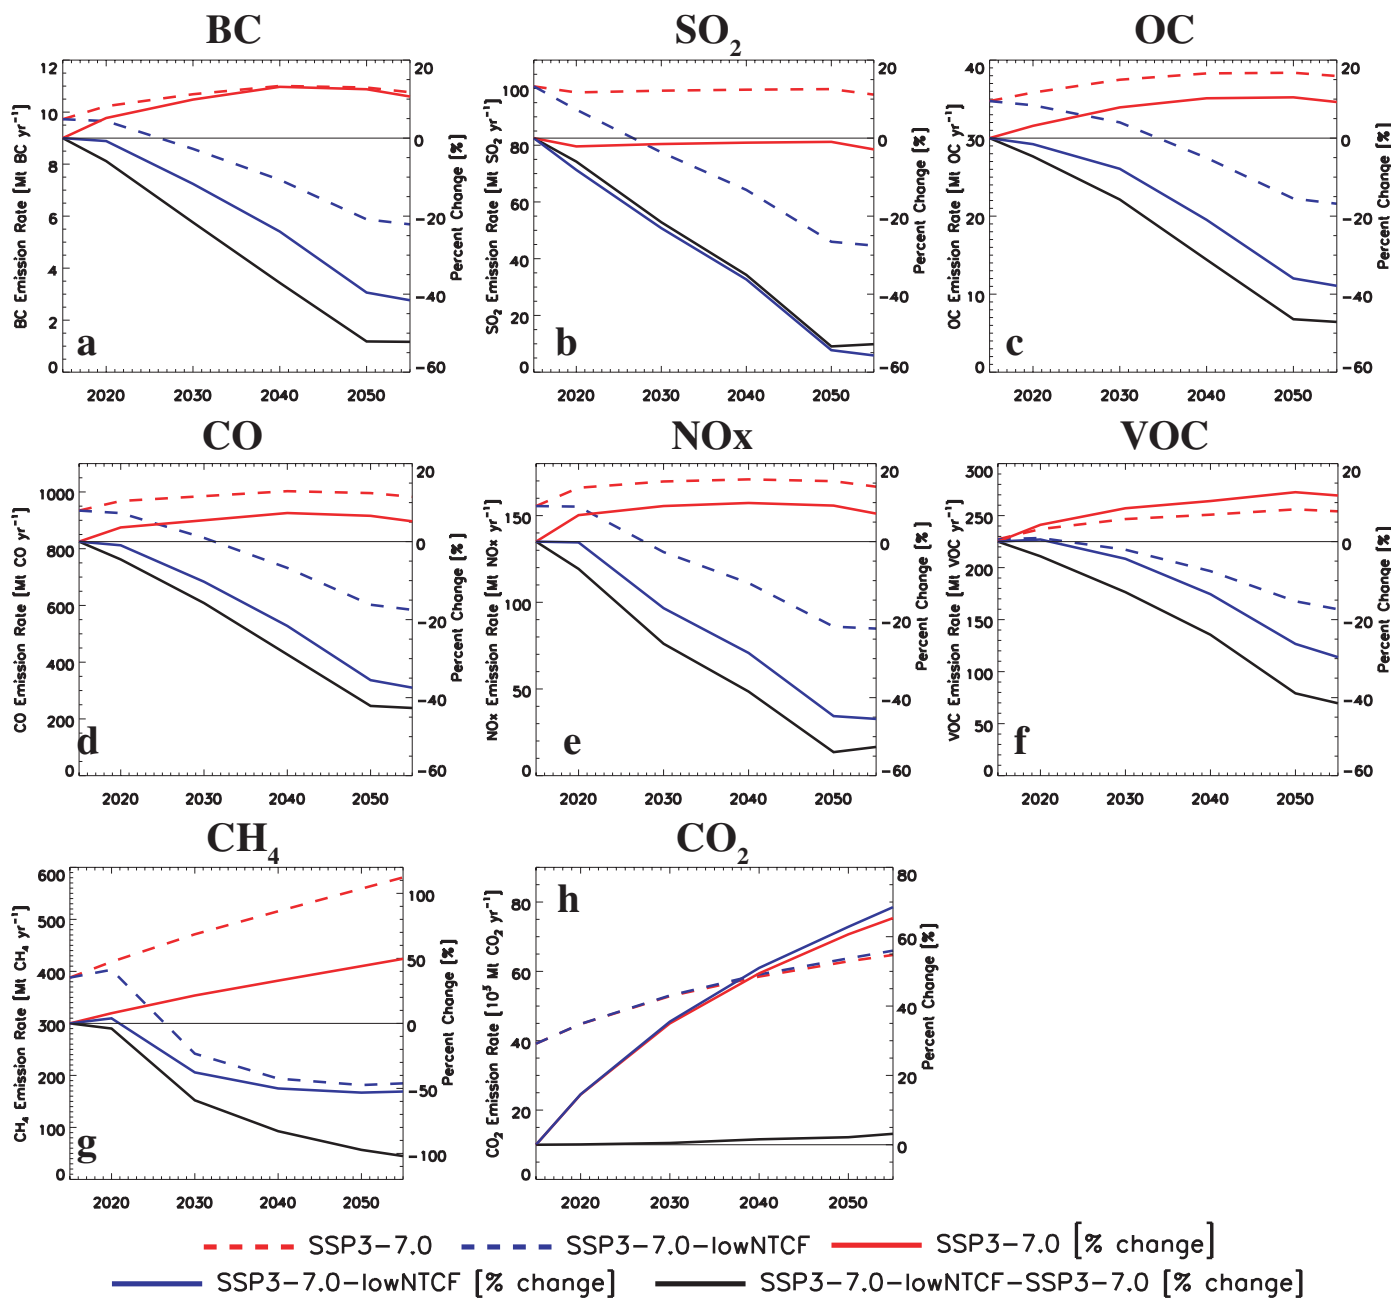 BC
SO2
OC
12
10
8
6
4
2
0
BC Emission Rate [Mt BC yr−1]
20
0
−20
−40
−60
Percent Change [%]
a
2020 2030 2040 2050
100
80
60
40
20
0
SO2 Emission Rate [Mt SO2 yr−1]
20
0
−20
−40
−60
Percent Change [%]
b
2020 2030 2040 2050
40
30
20
10
0
OC Emission Rate [Mt OC yr−1]
20
0
−20
−40
−60
Percent Change [%]
c
2020 2030 2040 2050
CO
NOx
VOC
1000
800
600
400
200
0
CO Emission Rate [Mt CO yr−1]
20
0
−20
−40
−60
Percent Change [%]
d
2020 2030 2040 2050
150
100
50
0
NOx Emission Rate [Mt NOx yr−1]
20
0
−20
−40
−60
Percent Change [%]
e
2020 2030 2040 2050
300
250
200
150
100
50
0
VOC Emission Rate [Mt VOC yr−1]
20
0
−20
−40
−60
Percent Change [%]
f
2020 2030 2040 2050
CH4
CO2
600
500
400
300
200
100
0
CH4 Emission Rate [Mt CH4 yr−1]
100
50
0
−50
−100
Percent Change [%]
g
2020 2030 2040 2050
80
60
40
20
0
CO2 Emission Rate [10³ Mt CO2 yr−1]
80
60
40
20
0
Percent Change [%]
h
2020 2030 2040 2050
SSP3−7.0 SSP3−7.0−lowNTCF SSP3−7.0 [% change]
SSP3−7.0−lowNTCF [% change] SSP3−7.0−lowNTCF−SSP3−7.0 [% change]